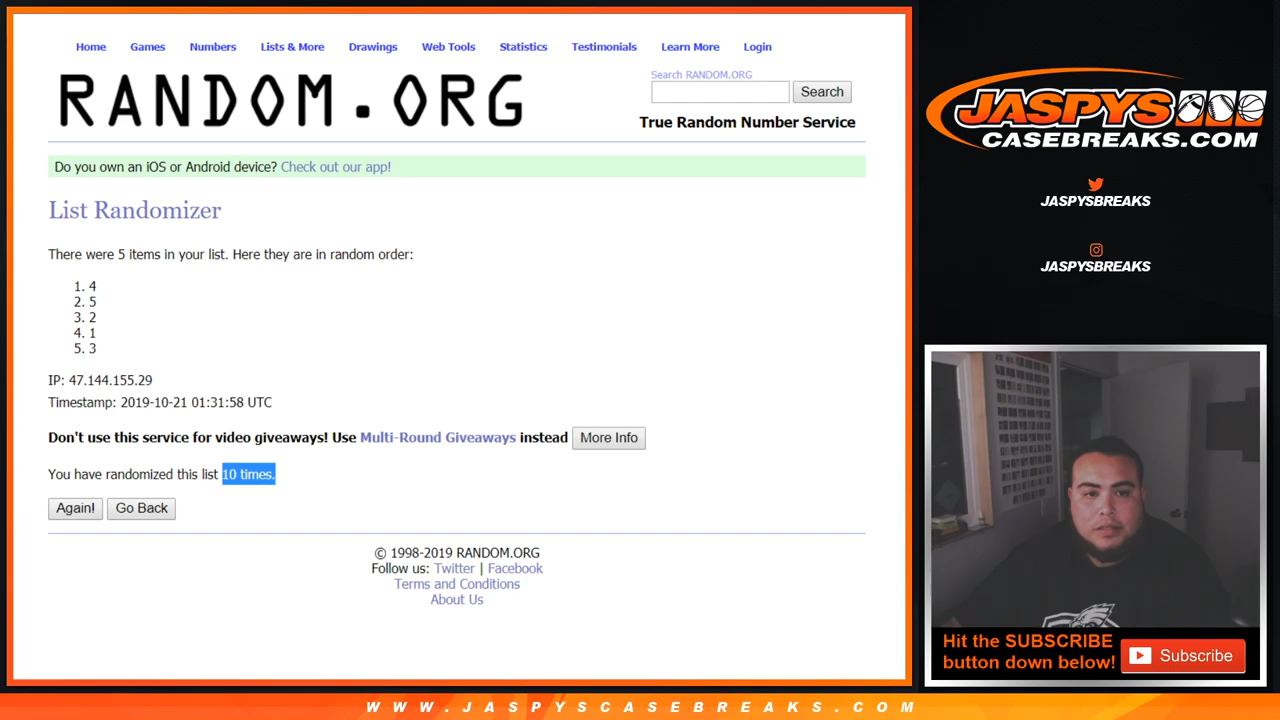 Home Games Numbers Lists & More Drawings Web Tools Statistics Testimonials Learn More Login
RANDOM.ORG
Search RANDOM.ORG
Search
True Random Number Service
Do you own an iOS or Android device? Check out our app!
List Randomizer
There were 5 items in your list. Here they are in random order:
1. 4
2. 5
3. 2
4. 1
5. 3
IP: 47.144.155.29
Timestamp: 2019-10-21 01:31:58 UTC
Don't use this service for video giveaways! Use Multi-Round Giveaways instead More Info
You have randomized this list 10 times.
Again! Go Back
© 1998-2019 RANDOM.ORG
Follow us: Twitter | Facebook
Terms and Conditions
About Us
JASPYS
CASEBREAKS.COM
JASPYSBREAKS
JASPYSBREAKS
Hit the SUBSCRIBE
button down below!
Subscribe
WWW.JASPYSCASEBREAKS.COM